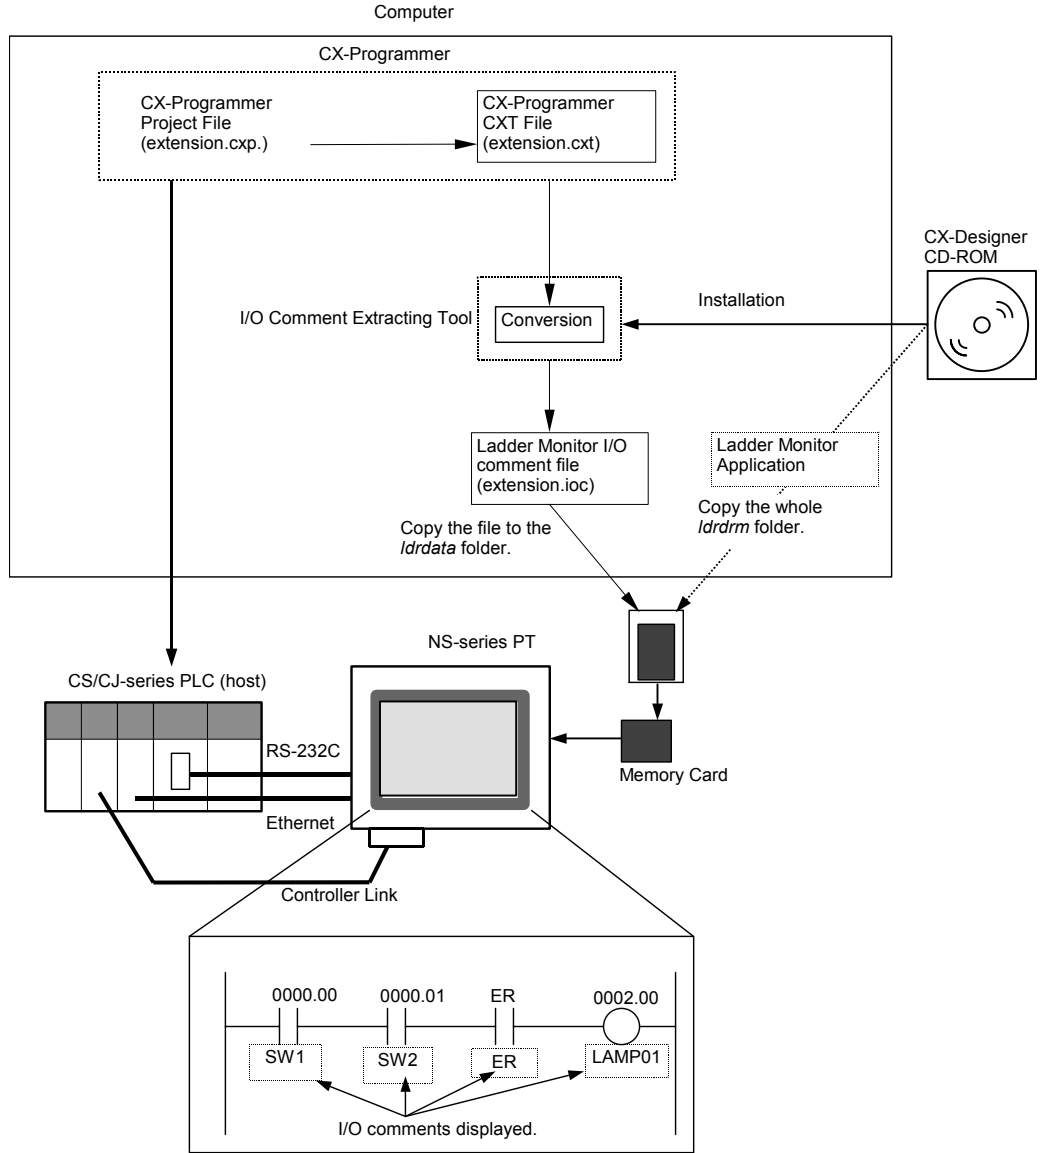 Computer
CX-Programmer
CX-Programmer
Project File
(extension.cxp.)
CX-Programmer
CXT File
(extension.cxt)
CX-Designer
CD-ROM
Installation
I/O Comment Extracting Tool
Conversion
Ladder Monitor I/O
comment file
(extension.ioc)
Ladder Monitor
Application
Copy the file to the
ldrdata folder.
Copy the whole
ldrdrm folder.
NS-series PT
CS/CJ-series PLC (host)
RS-232C
Memory Card
Ethernet
Controller Link
0000.00
0000.01
ER
0002.00
SW1
SW2
ER
LAMP01
I/O comments displayed.